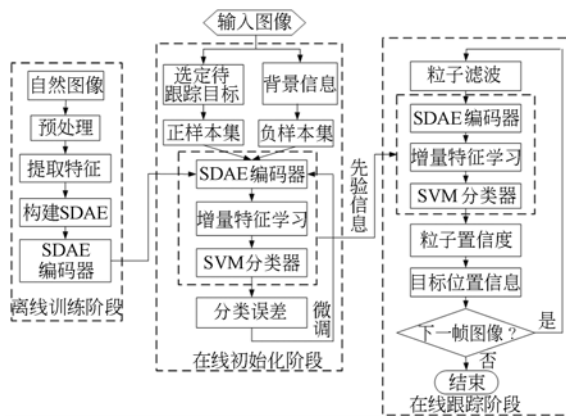 自然图像
预处理
提取特征
构建SDAE
SDAE
编码器
离线训练阶段
输入图像
选定待
跟踪目标
背景信息
正样本集
负样本集
SDAE编码器
增量特征学习
SVM分类器
分类误差
微调
在线初始化阶段
先验信息
粒子滤波
SDAE编码器
增量特征学习
SVM分类器
粒子置信度
目标位置信息
下一帧图像？
是
否
结束
在线跟踪阶段